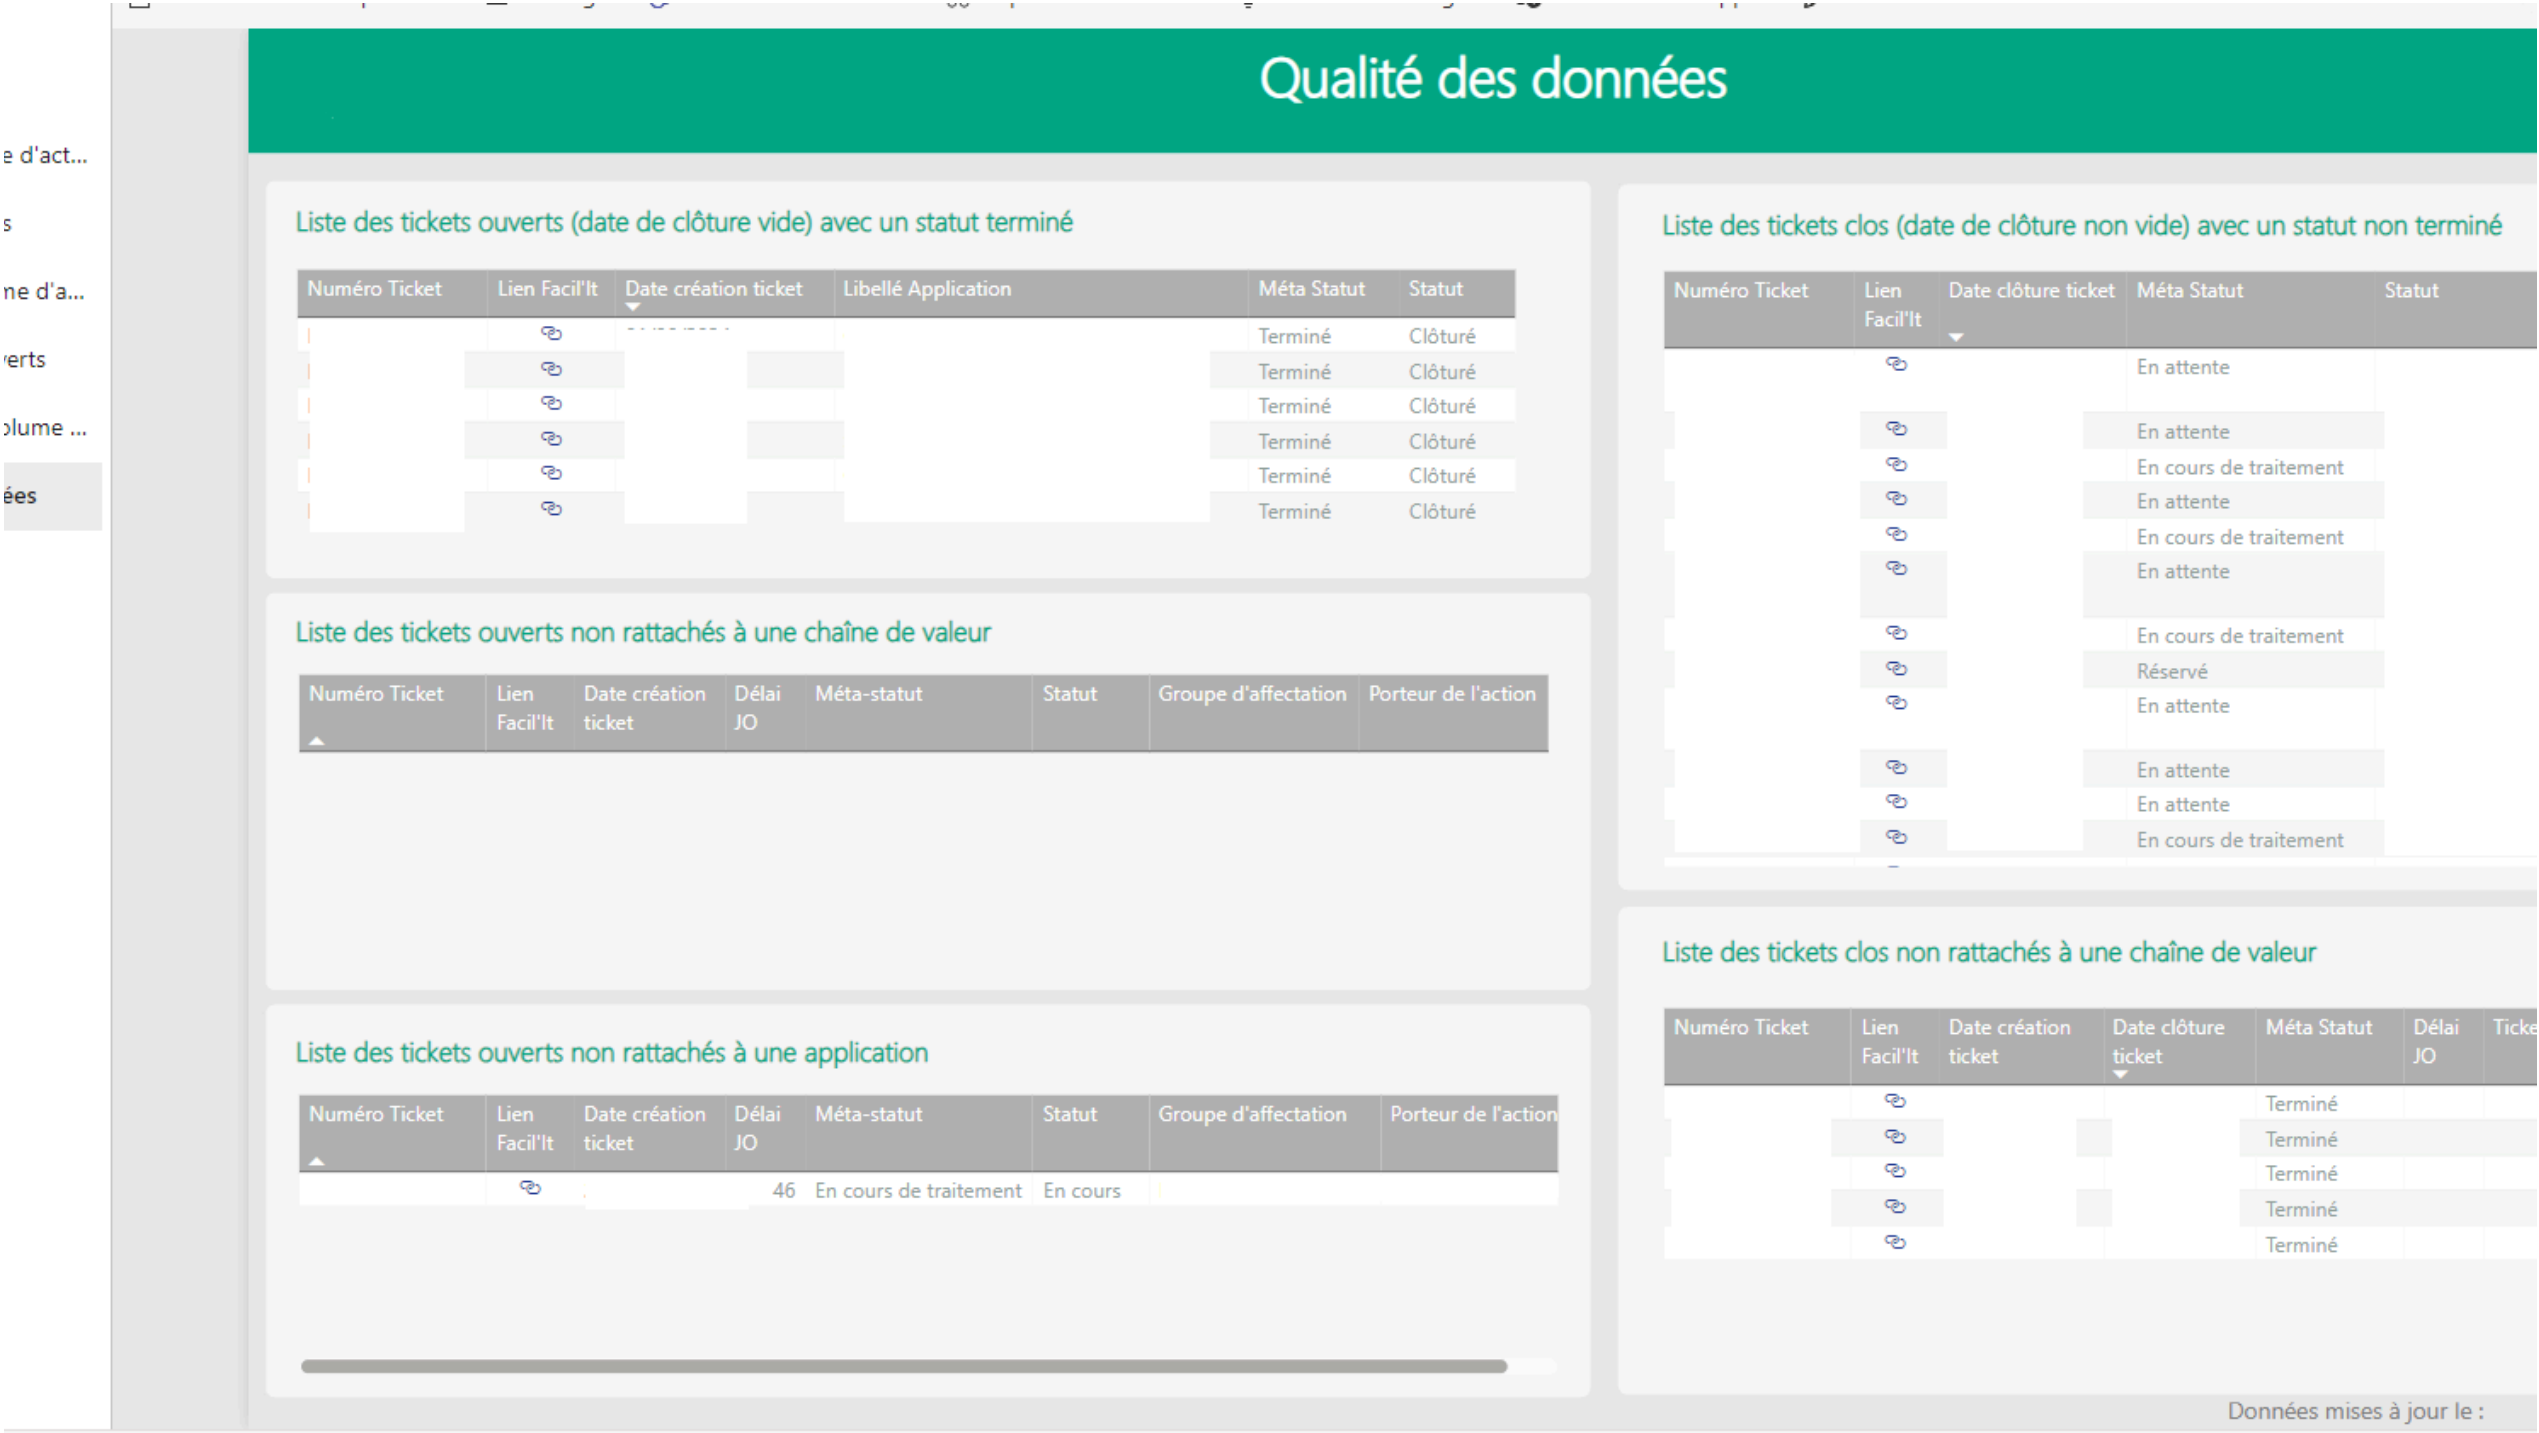 Qualité des données
e d'act...
s
me d'a...
verts
olume ...
ées
Liste des tickets ouverts (date de clôture vide) avec un statut terminé
Numéro Ticket Lien Facil'It Date création ticket Libellé Application Méta Statut Statut
Terminé Clôturé
Terminé Clôturé
Terminé Clôturé
Terminé Clôturé
Terminé Clôturé
Terminé Clôturé
Liste des tickets ouverts non rattachés à une chaîne de valeur
Numéro Ticket Lien Date création Délai Méta-statut Statut Groupe d'affectation Porteur de l'action
Facil'It ticket JO
Liste des tickets ouverts non rattachés à une application
Numéro Ticket Lien Date création Délai Méta-statut Statut Groupe d'affectation Porteur de l'action
Facil'It ticket JO
46 En cours de traitement En cours
Liste des tickets clos (date de clôture non vide) avec un statut non terminé
Numéro Ticket Lien Date clôture ticket Méta Statut Statut
Facil'It
En attente
En attente
En cours de traitement
En attente
En cours de traitement
En attente
En cours de traitement
Réservé
En attente
En attente
En attente
En cours de traitement
Liste des tickets clos non rattachés à une chaîne de valeur
Numéro Ticket Lien Date création Date clôture Méta Statut Délai Ticke
Facil'It ticket ticket JO
Terminé
Terminé
Terminé
Terminé
Terminé
Données mises à jour le :